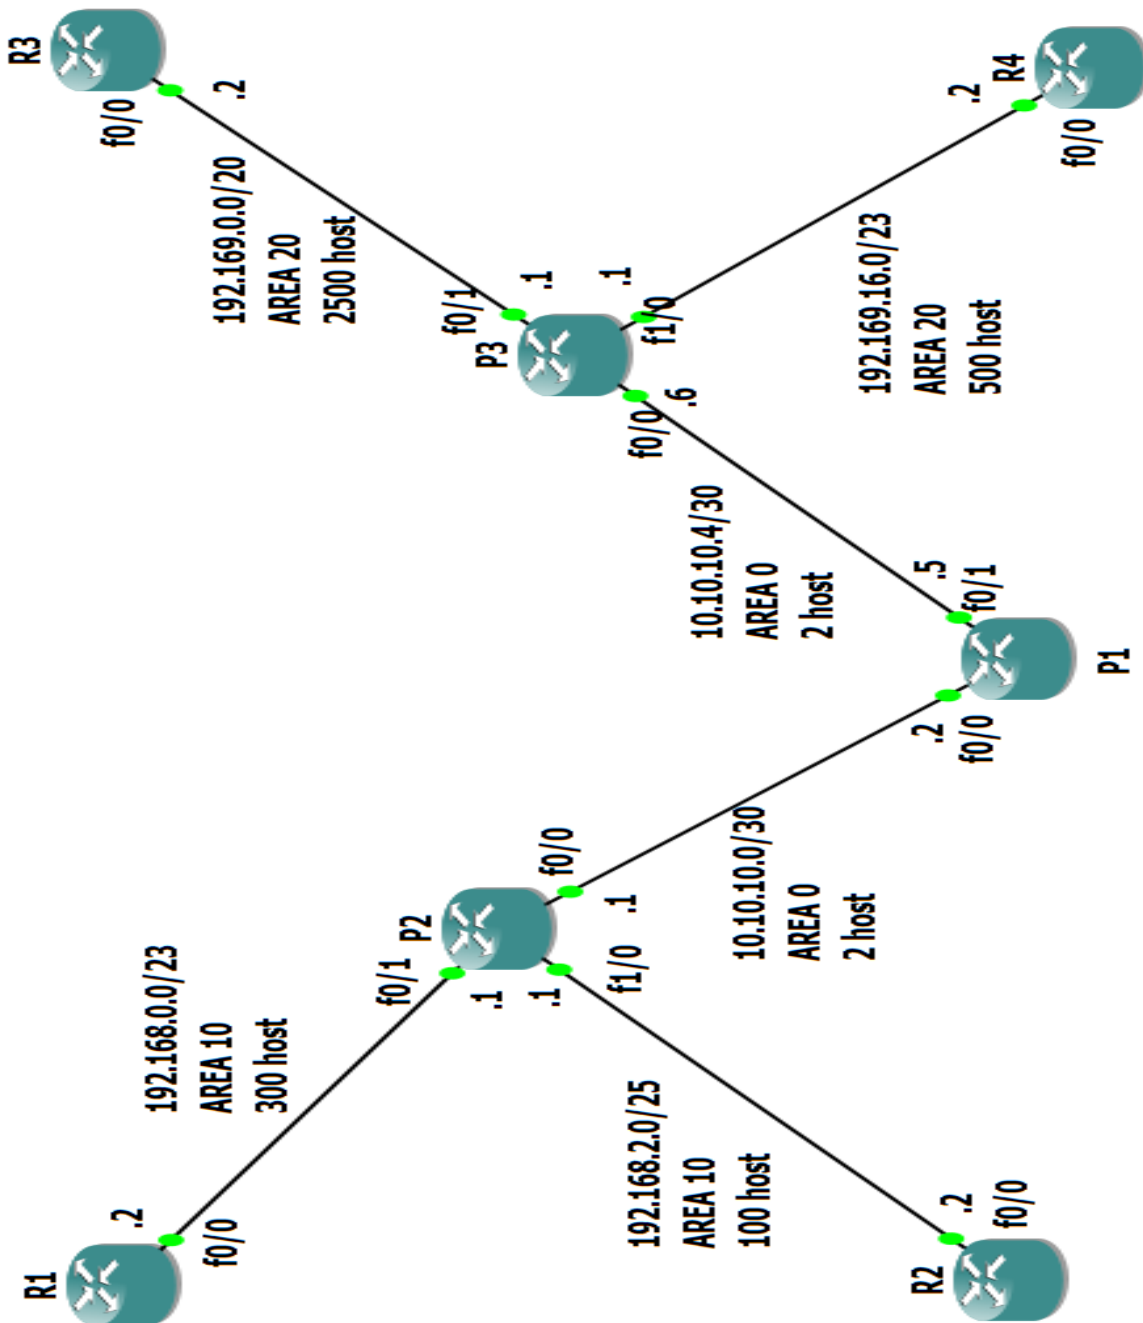 R1
.2
f0/0
192.168.0.0/23
AREA 10
300 host
f0/1
.1
P2
.1
f1/0
f0/0
.1
192.168.2.0/25
AREA 10
100 host
R2
.2
f0/0
10.10.10.0/30
AREA 0
2 host
.2
f0/0
P1
.5
f0/1
10.10.10.4/30
AREA 0
2 host
f0/0
.6
P3
f0/1
.1
.1
f1/0
192.169.0.0/20
AREA 20
2500 host
R3
f0/0
.2
192.169.16.0/23
AREA 20
500 host
.2
R4
f0/0